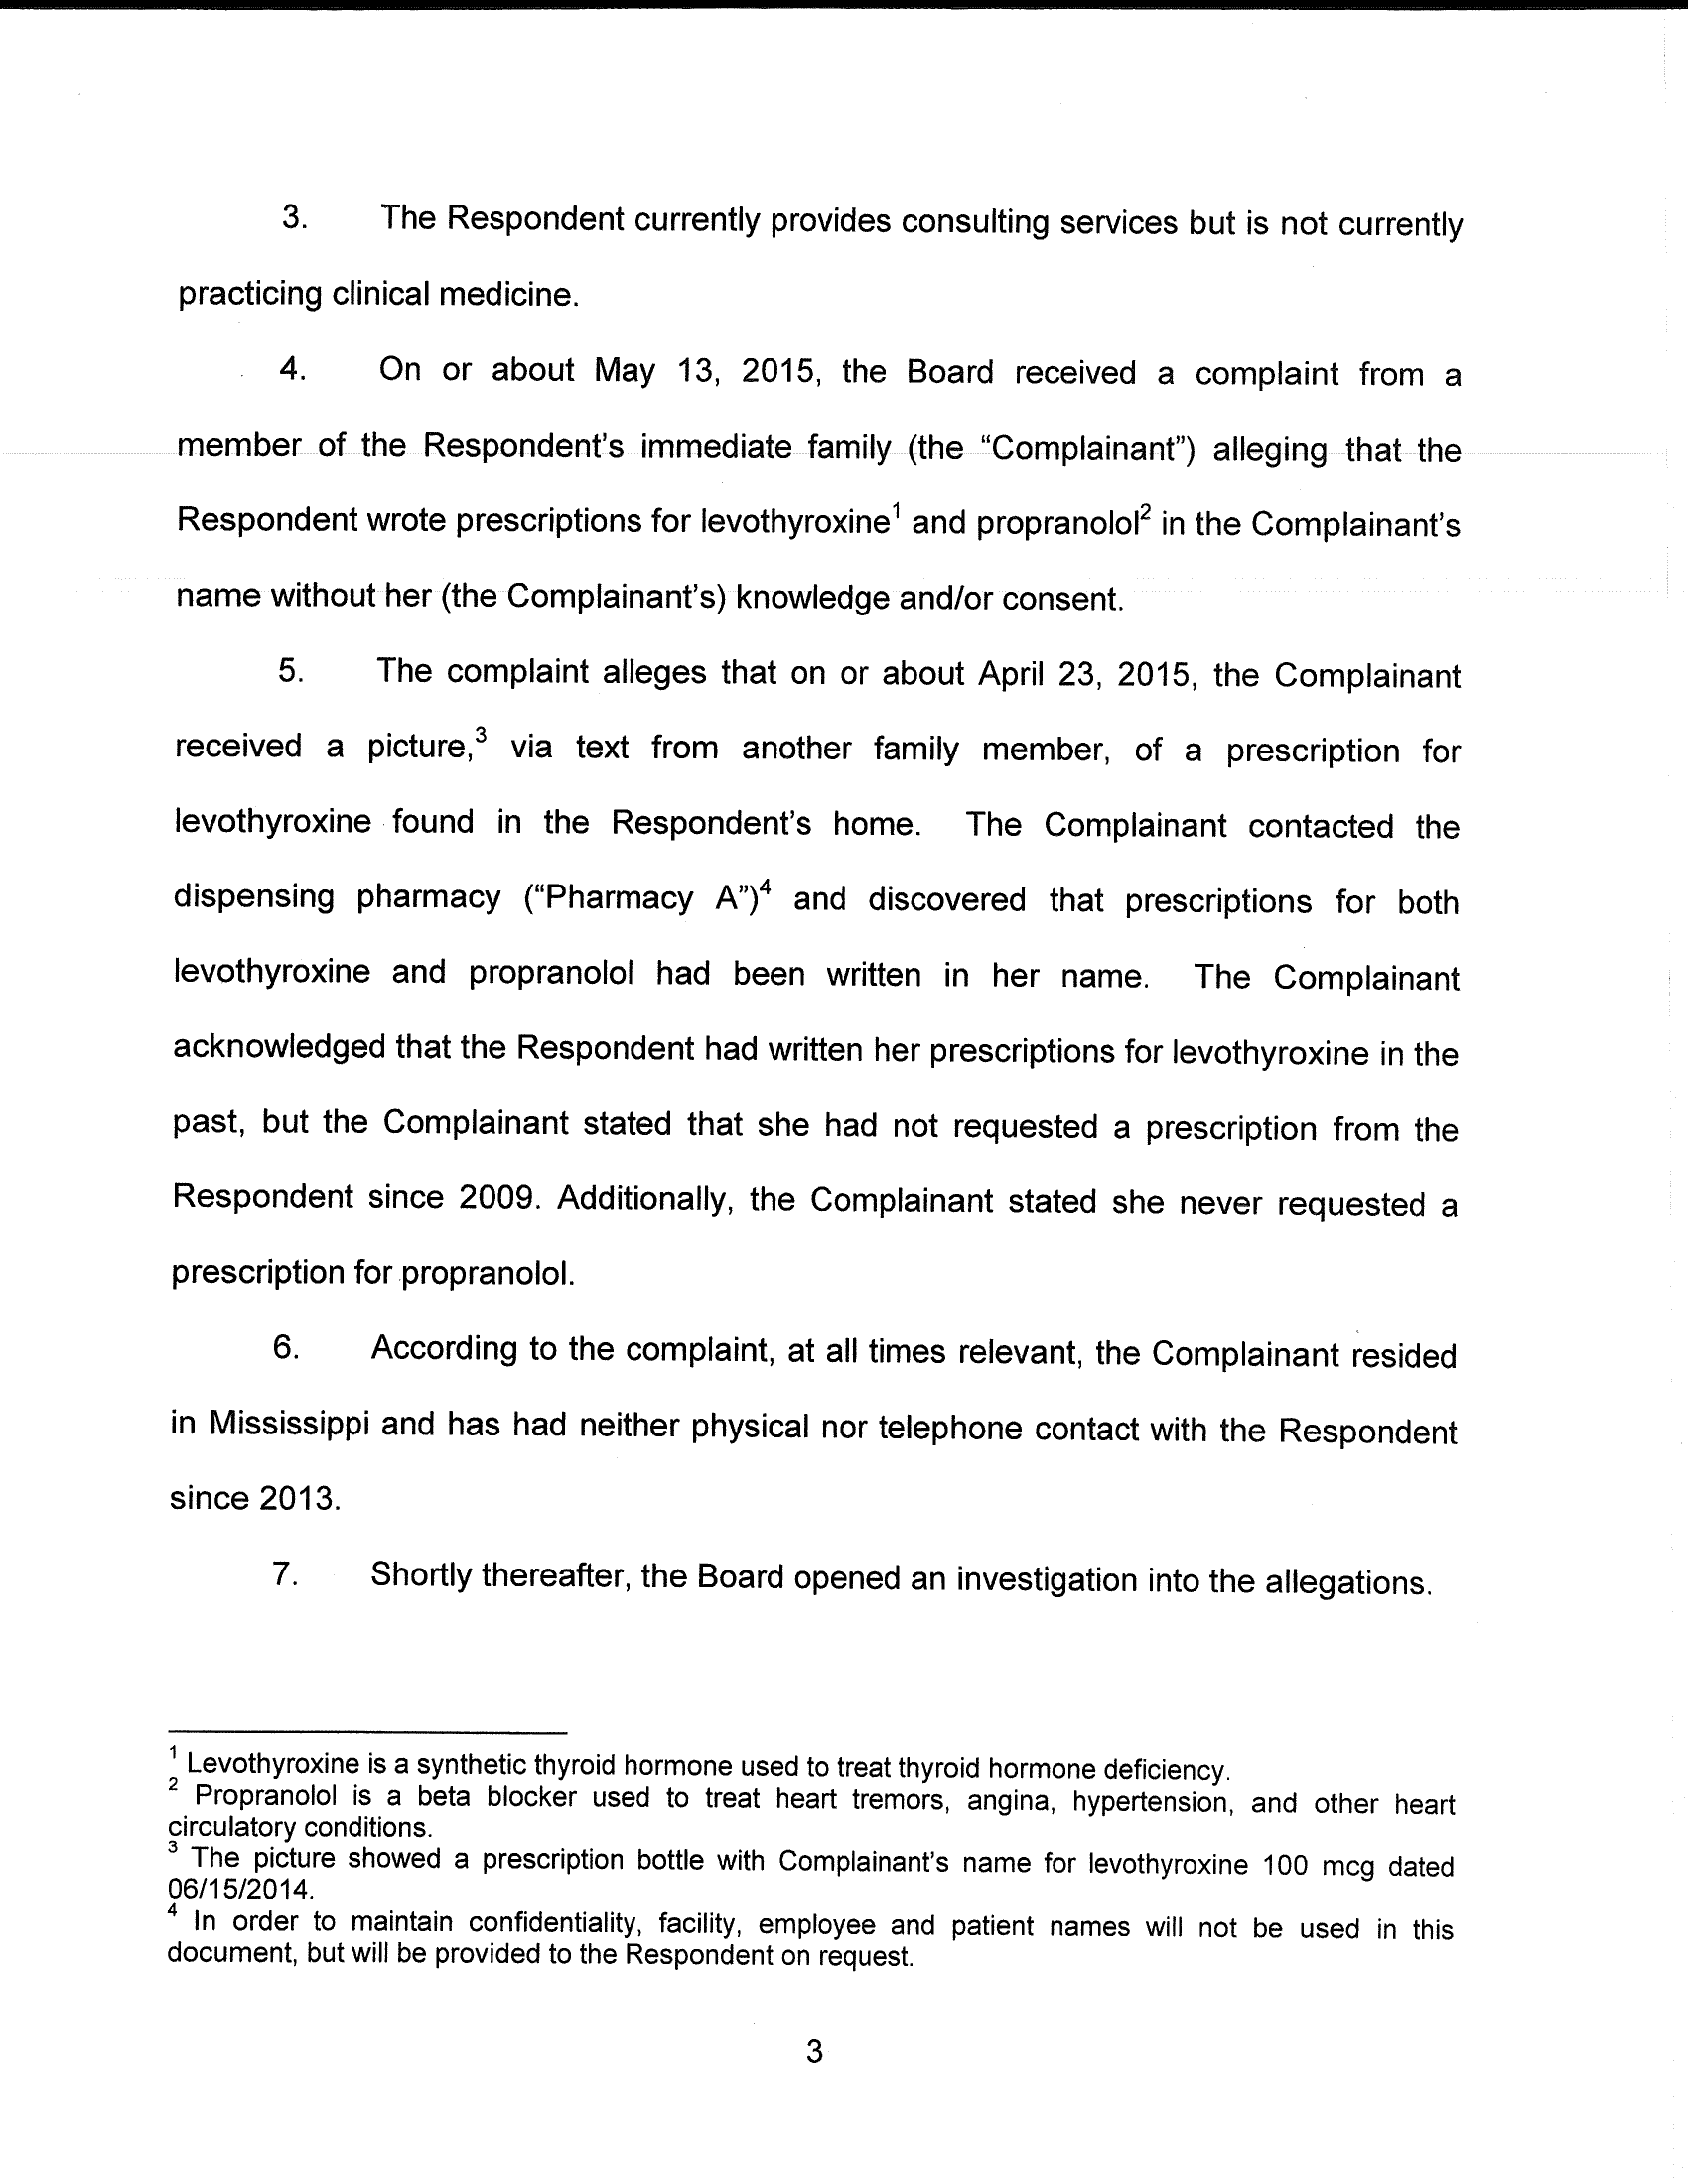 3. The Respondent currently provides consulting services but is not currently
practicing clinical medicine.
4. On or about May 13, 2015, the Board received a complaint from a
member of the Respondent's immediate family (the “Complainant”) alleging that the
Respondent wrote prescriptions for levothyroxine¹ and propranolol² in the Complainant's
name without her (the Complainant's) knowledge and/or consent.
5. The complaint alleges that on or about April 23, 2015, the Complainant
received a picture,³ via text from another family member, of a prescription for
levothyroxine found in the Respondent's home. The Complainant contacted the
dispensing pharmacy (“Pharmacy A”)⁴ and discovered that prescriptions for both
levothyroxine and propranolol had been written in her name. The Complainant
acknowledged that the Respondent had written her prescriptions for levothyroxine in the
past, but the Complainant stated that she had not requested a prescription from the
Respondent since 2009. Additionally, the Complainant stated she never requested a
prescription for propranolol.
6. According to the complaint, at all times relevant, the Complainant resided
in Mississippi and has had neither physical nor telephone contact with the Respondent
since 2013.
7. Shortly thereafter, the Board opened an investigation into the allegations.
¹ Levothyroxine is a synthetic thyroid hormone used to treat thyroid hormone deficiency.
² Propranolol is a beta blocker used to treat heart tremors, angina, hypertension, and other heart
circulatory conditions.
³ The picture showed a prescription bottle with Complainant's name for levothyroxine 100 mcg dated
06/15/2014.
⁴ In order to maintain confidentiality, facility, employee and patient names will not be used in this
document, but will be provided to the Respondent on request.
3